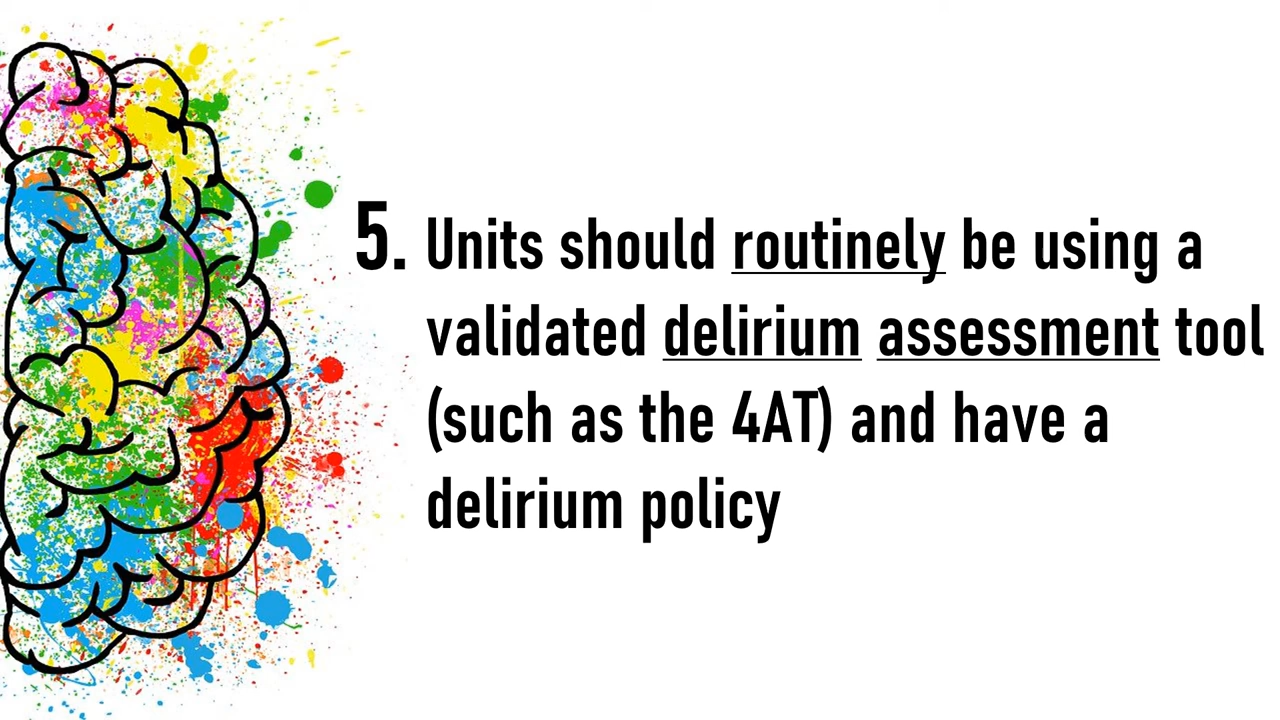 5. Units should routinely be using a
validated delirium assessment tool
(such as the 4AT) and have a
delirium policy